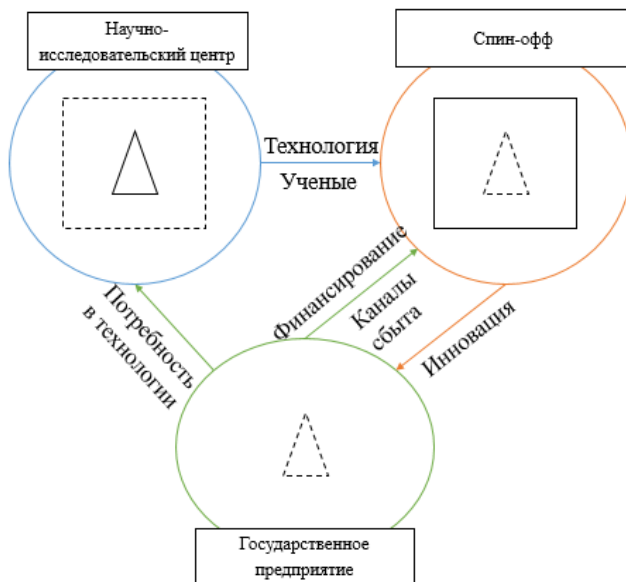 Научно-
исследовательский центр
Спин-офф
Технология
Ученые
Финансирование
Каналы
сбыта
Инновация
Потребность
в технологии
Государственное
предприятие